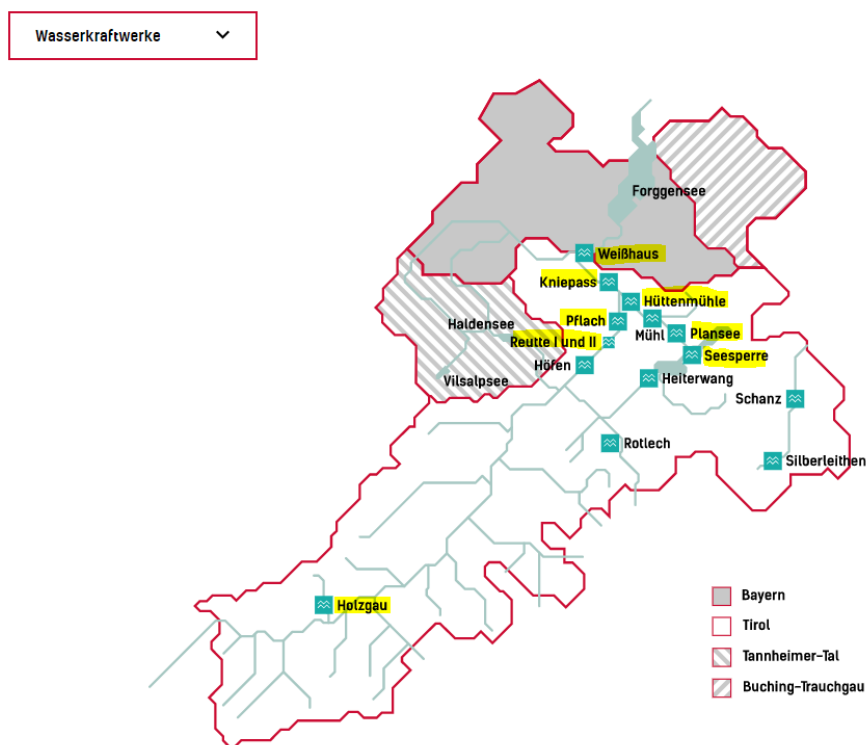 Wasserkraftwerke
Forggensee
Weißhaus
Kniepass
Hüttenmühle
Pflach
Haldensee
Mühl
Plansee
Reutte I und II
Seesperre
Höfen
Vilsalpsee
Heiterwang
Schanz
Rotlech
Silberleithen
Bayern
Holzgau
Tirol
Tannheimer-Tal
Buching-Trauchgau